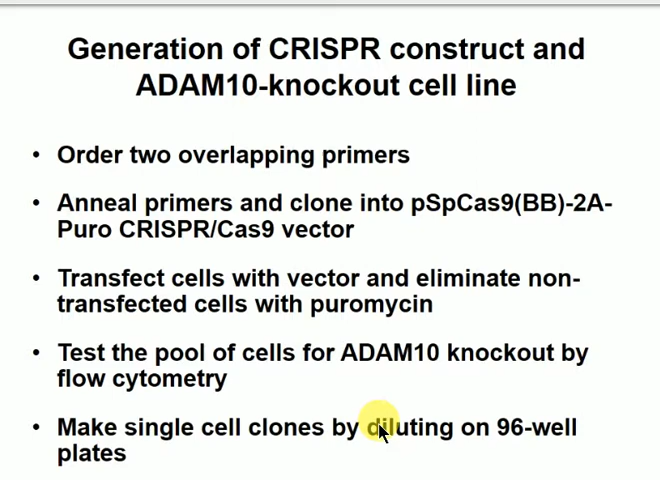 Generation of CRISPR construct and
ADAM10-knockout cell line
• Order two overlapping primers
• Anneal primers and clone into pSpCas9(BB)-2A-
Puro CRISPR/Cas9 vector
• Transfect cells with vector and eliminate non-
transfected cells with puromycin
• Test the pool of cells for ADAM10 knockout by
flow cytometry
• Make single cell clones by diluting on 96-well
plates